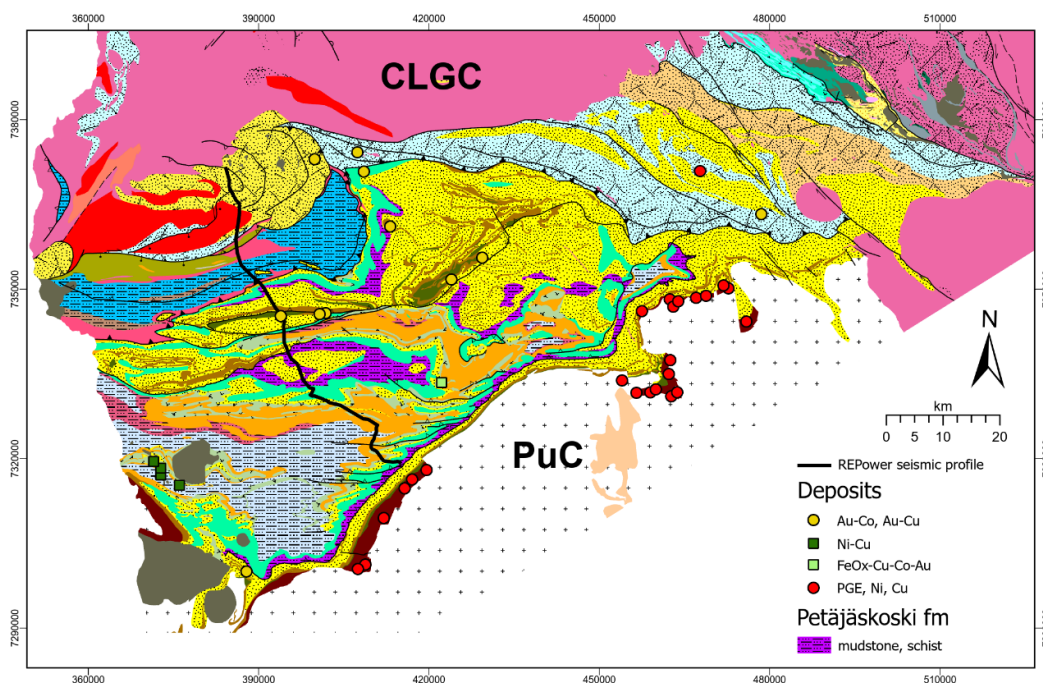 360000 390000 420000 450000 480000 510000
CLGC
7380000
7350000
7320000
7290000
PuC
N
km
0 5 10 20
REPower seismic profile
Deposits
Au-Co, Au-Cu
Ni-Cu
FeOx-Cu-Co-Au
PGE, Ni, Cu
Petäjäskoski fm
mudstone, schist
360000 390000 420000 450000 480000 510000